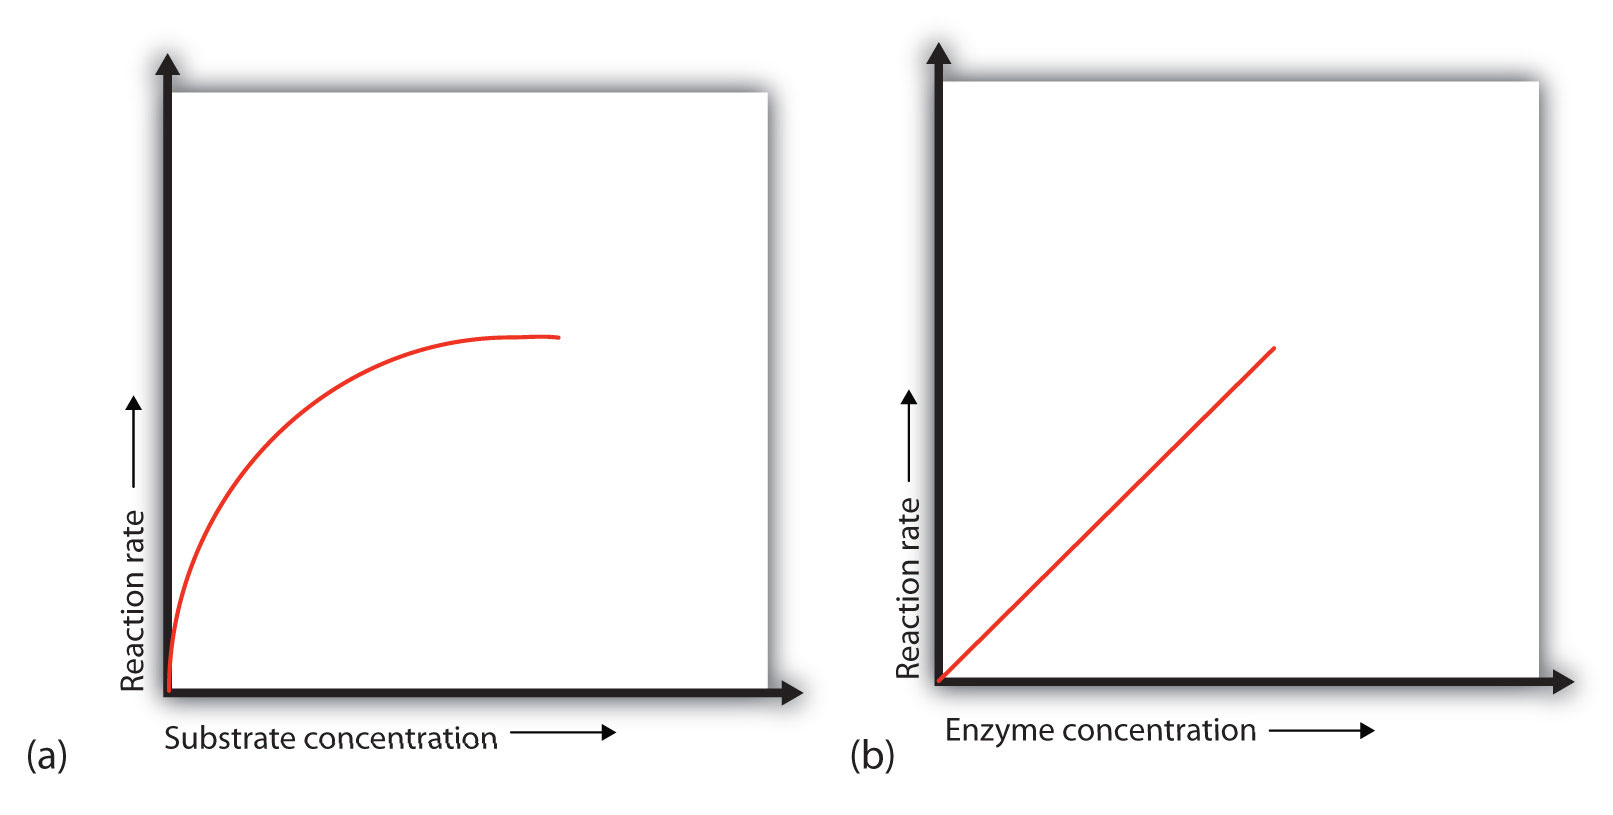 Reaction rate
Substrate concentration
(a)
Reaction rate
Enzyme concentration
(b)